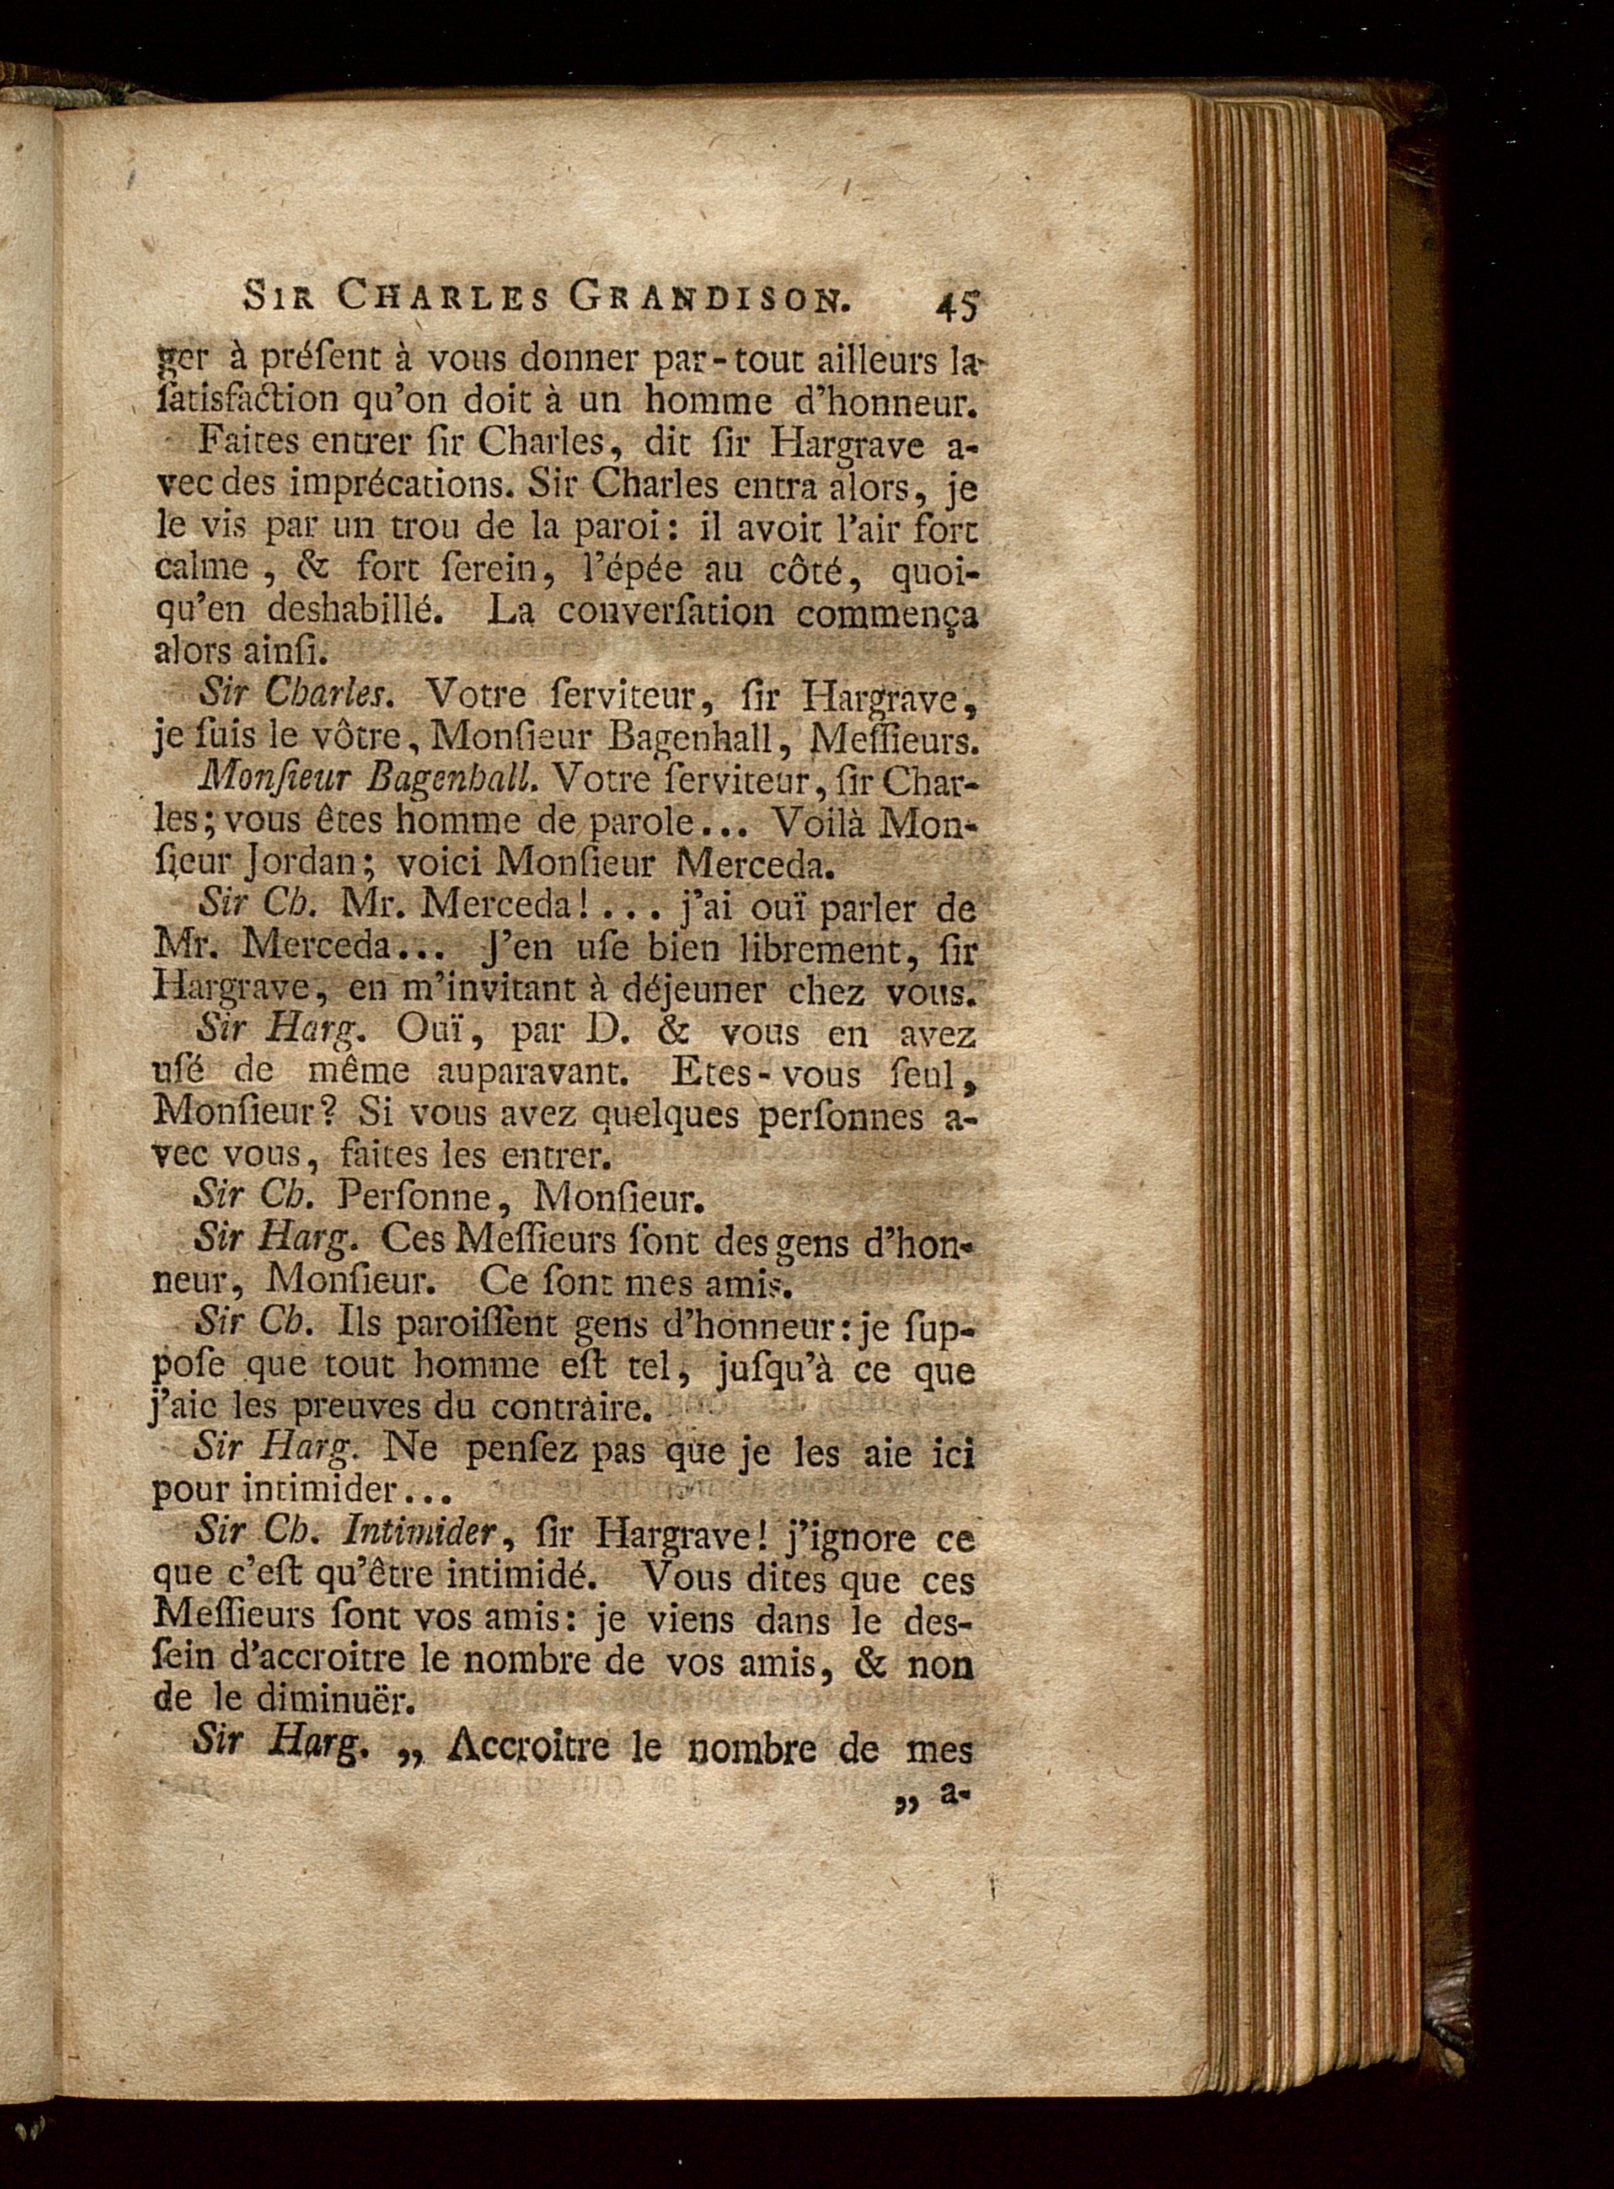 SIR CHARLES GRANDISON. 45
ger à préſent à vous donner par-tout ailleurs la
ſatisfaction qu'on doit à un homme d'honneur.
Faites entrer ſir Charles, dit ſir Hargrave a-
vec des imprécations. Sir Charles entra alors, je
le vis par un trou de la paroi: il avoit l'air fort
calme, & fort ſerein, l'épée au côté, quoi-
qu'en deshabillé. La converſation commença
alors ainſi.
Sir Charles. Votre ſerviteur, ſir Hargrave,
je ſuis le vôtre, Monſieur Bagenhall, Meſſieurs.
Monſieur Bagenhall. Votre ſerviteur, ſir Char-
les; vous êtes homme de parole... Voilà Mon-
ſieur Jordan; voici Monſieur Merceda.
Sir Ch. Mr. Merceda!... j'ai ouï parler de
Mr. Merceda... J'en uſe bien librement, ſir
Hargrave, en m'invitant à déjeuner chez vous.
Sir Harg. Ouï, par D. & vous en avez
uſé de même auparavant. Etes-vous ſeul,
Monſieur? Si vous avez quelques perſonnes a-
vec vous, faites les entrer.
Sir Ch. Perſonne, Monſieur.
Sir Harg. Ces Meſſieurs ſont des gens d'hon-
neur, Monſieur. Ce ſont mes amis.
Sir Ch. Ils paroiſſent gens d'honneur: je ſup-
poſe que tout homme eſt tel, juſqu'à ce que
j'aie les preuves du contraire.
Sir Harg. Ne penſez pas que je les aie ici
pour intimider...
Sir Ch. Intimider, ſir Hargrave! j'ignore ce
que c'eſt qu'être intimidé. Vous dites que ces
Meſſieurs ſont vos amis: je viens dans le des-
ſein d'accroitre le nombre de vos amis, & non
de le diminuër.
Sir Harg. „ Accroitre le nombre de mes
„ a-